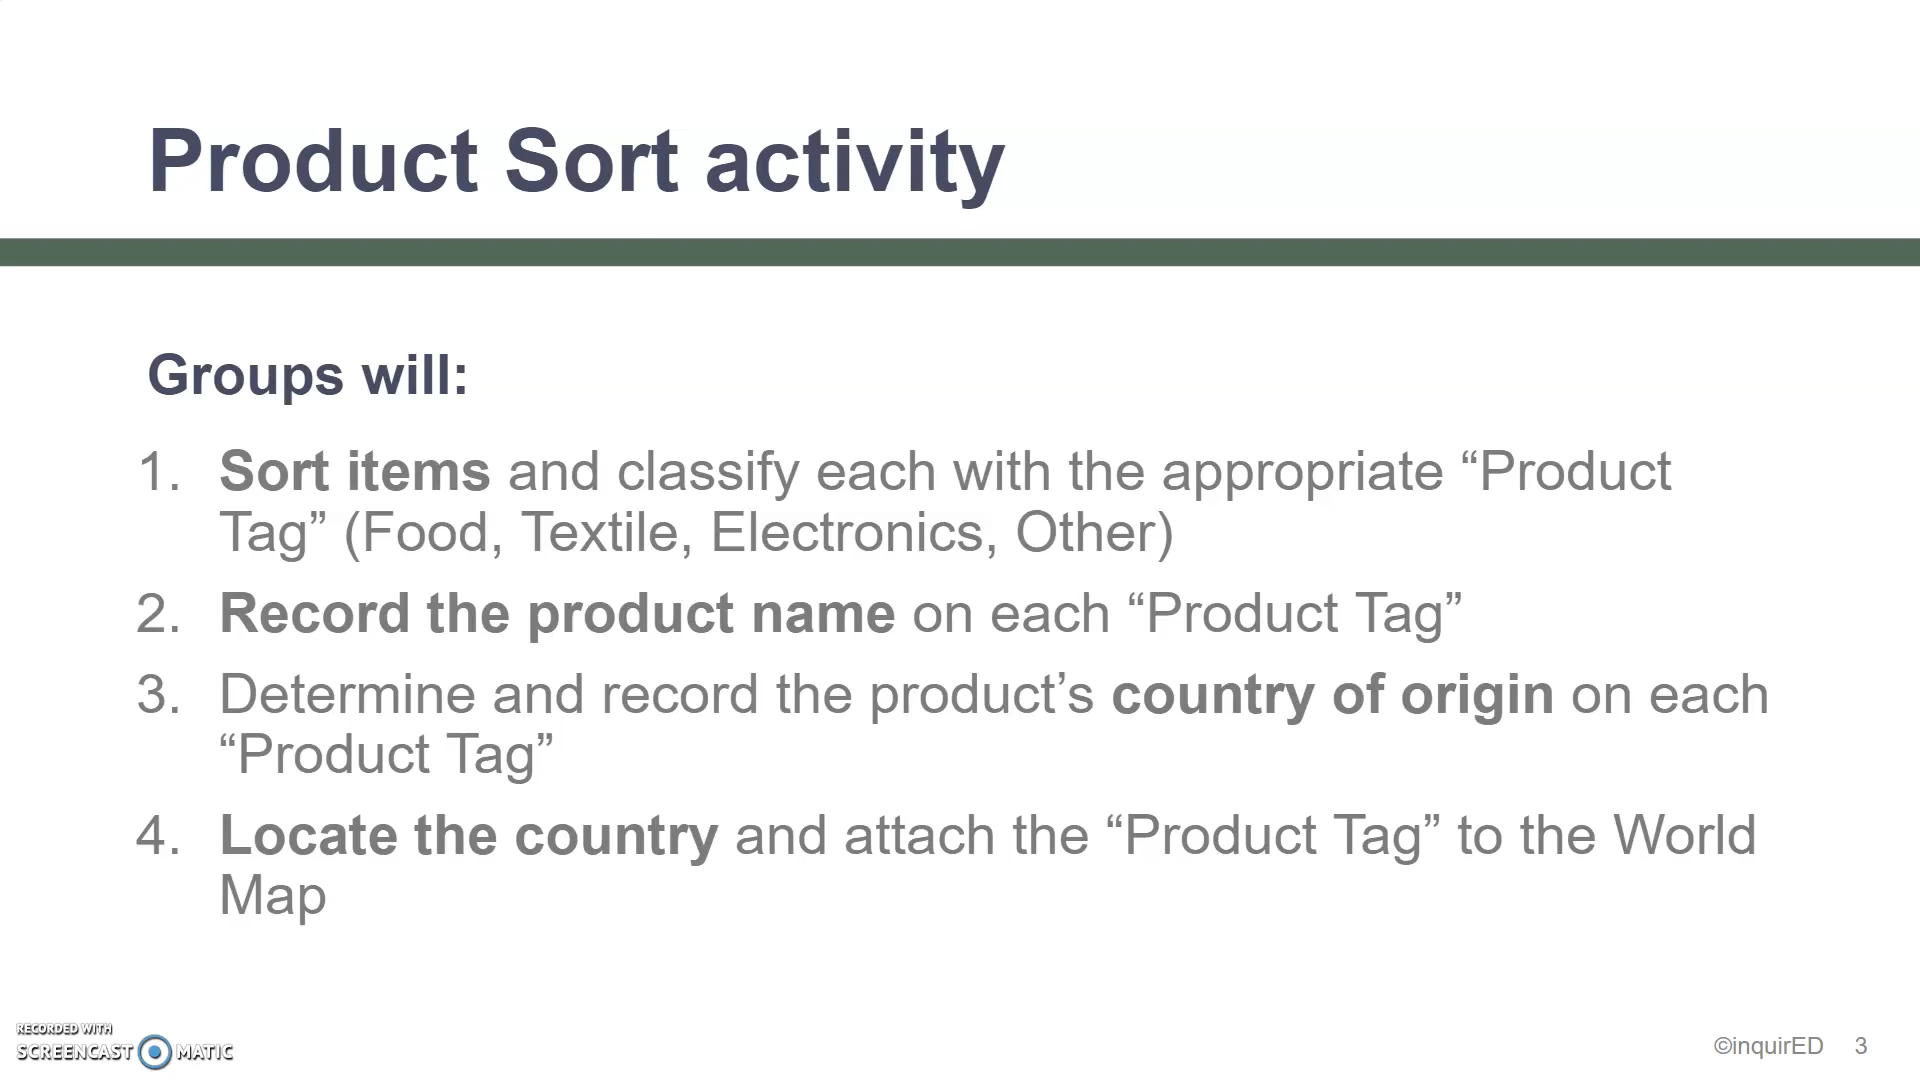 Product Sort activity
Groups will:
1. Sort items and classify each with the appropriate “Product
Tag” (Food, Textile, Electronics, Other)
2. Record the product name on each “Product Tag”
3. Determine and record the product’s country of origin on each
“Product Tag”
4. Locate the country and attach the “Product Tag” to the World
Map
RECORDED WITH
SCREENCAST MATIC
©inquirED 3